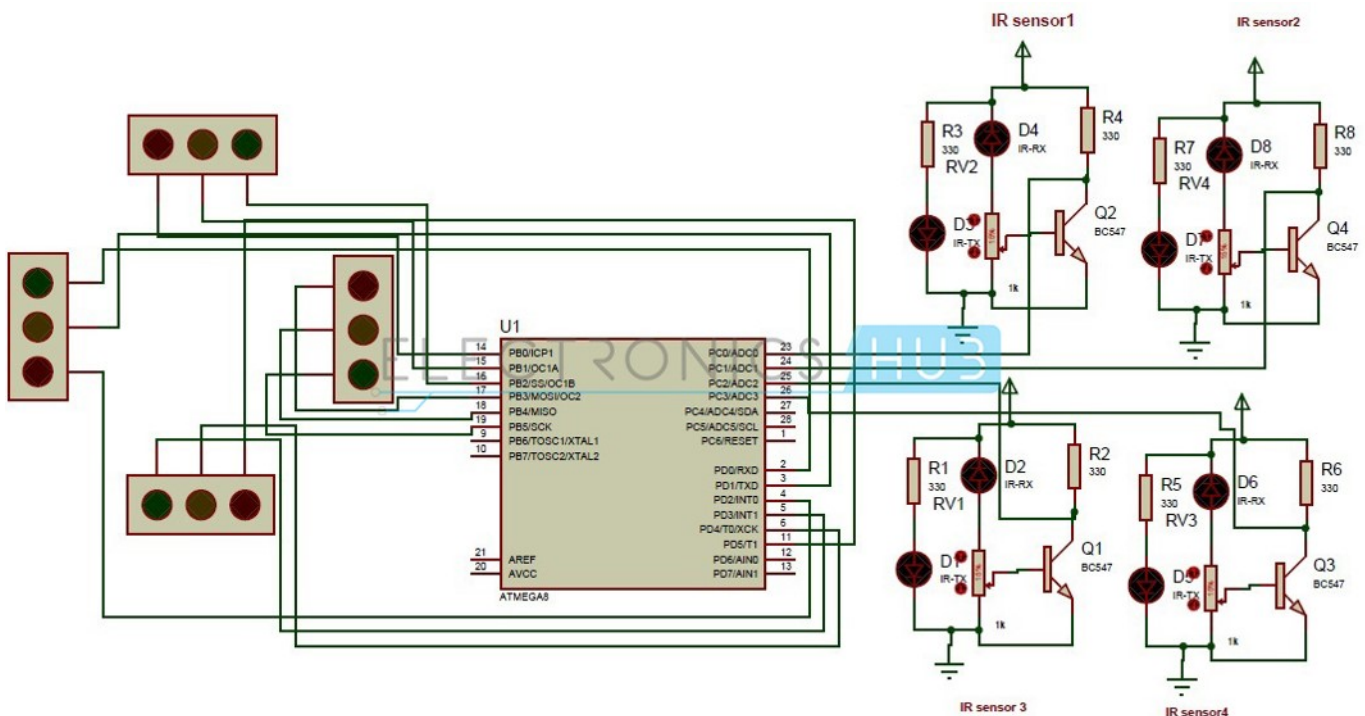 IR sensor1
IR sensor2
R3
330
RV2
D4
IR-RX
R4
330
D3
IR-TX
10%
Q2
BC547
1k
R7
330
RV4
D8
IR-RX
R8
330
D7
IR-TX
10%
Q4
BC547
1k
U1
ELECTRONICS HUB
14 PB0/ICP1 PC0/ADC0 23
15 PB1/OC1A PC1/ADC1 24
16 PB2/SS/OC1B PC2/ADC2 25
17 PB3/MOSI/OC2 PC3/ADC3 26
18 PB4/MISO PC4/ADC4/SDA 27
19 PB5/SCK PC5/ADC5/SCL 28
9 PB6/TOSC1/XTAL1 PC6/RESET 1
10 PB7/TOSC2/XTAL2
PD0/RXD 2
PD1/TXD 3
PD2/INT0 4
PD3/INT1 5
PD4/T0/XCK 6
PD5/T1 11
21 AREF PD6/AIN0 12
20 AVCC PD7/AIN1 13
ATMEGA8
R1
330
RV1
D2
IR-RX
R2
330
D1
IR-TX
10%
Q1
BC547
1k
R5
330
RV3
D6
IR-RX
R6
330
D5
IR-TX
10%
Q3
BC547
1k
IR sensor 3
IR sensor4